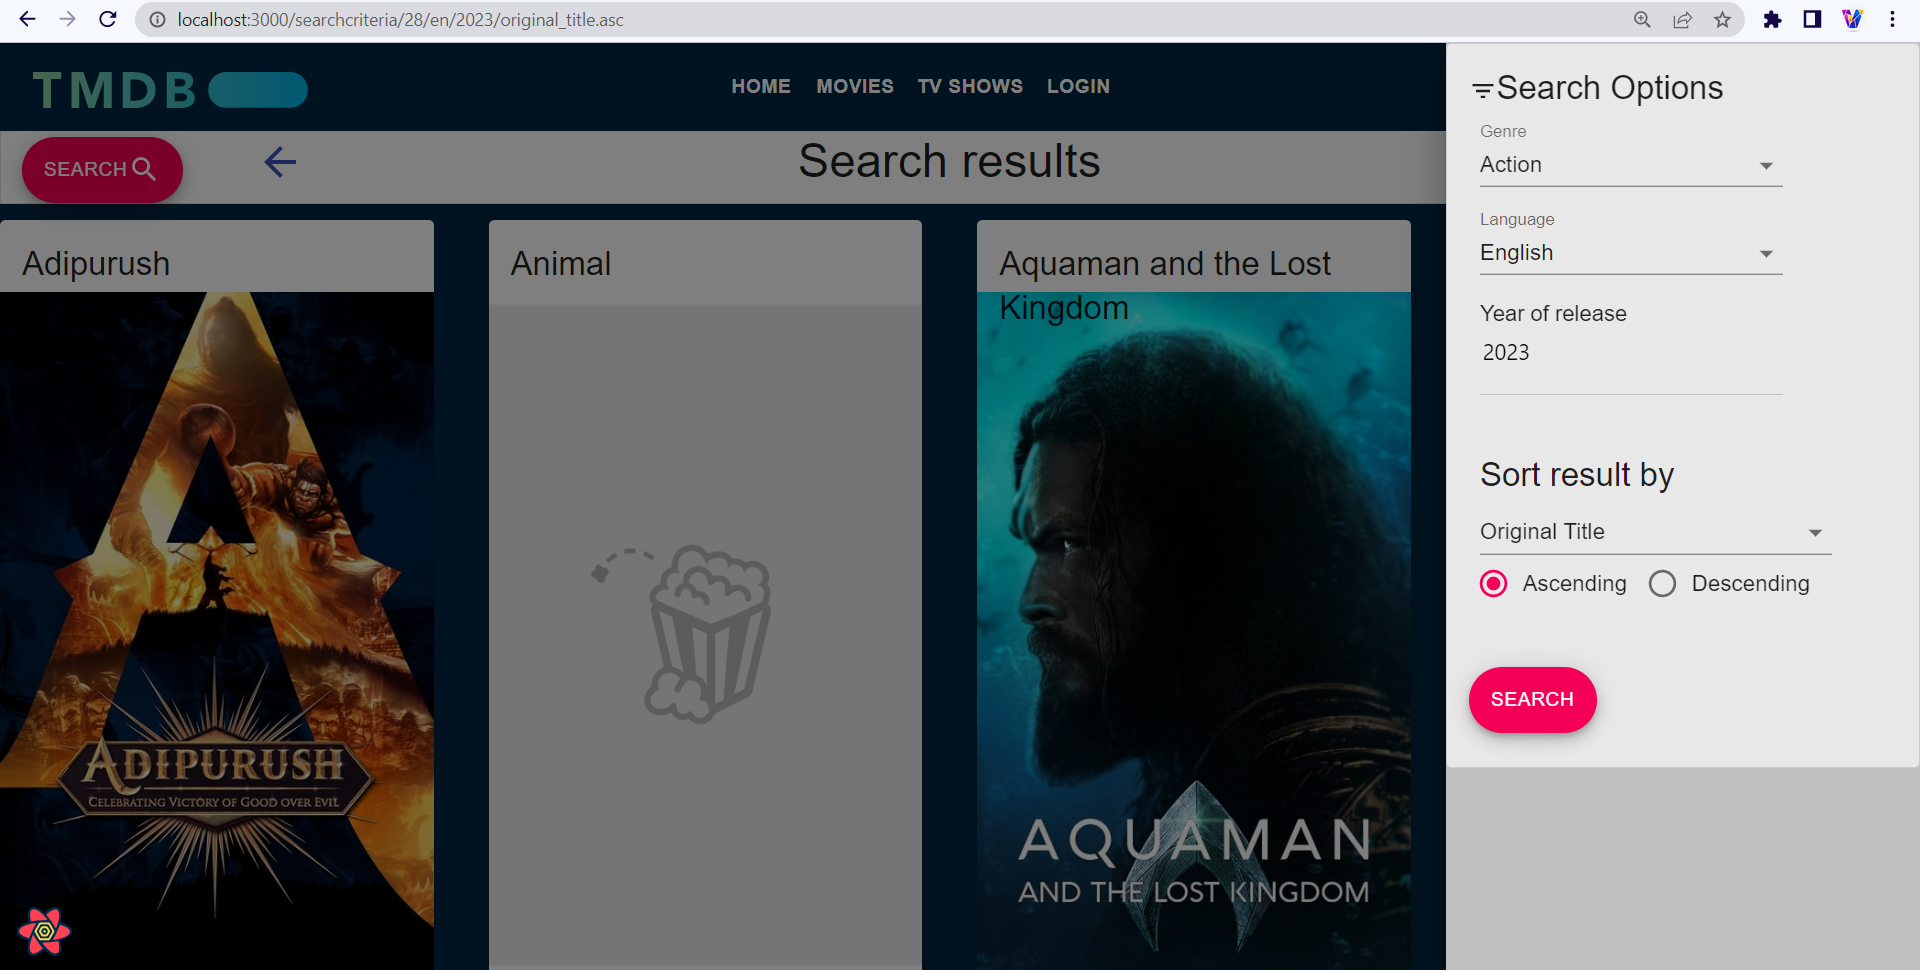 localhost:3000/searchcriteria/28/en/2023/original_title.asc
TMDB
HOME MOVIES TV SHOWS LOGIN
SEARCH
Search results
Adipurush
Animal
Aquaman and the Lost
Kingdom
ADIPURUSH
CELEBRATING VICTORY OF GOOD OVER EVIL
AQUAMAN
AND THE LOST KINGDOM
Search Options
Genre
Action
Language
English
Year of release
2023
Sort result by
Original Title
Ascending Descending
SEARCH